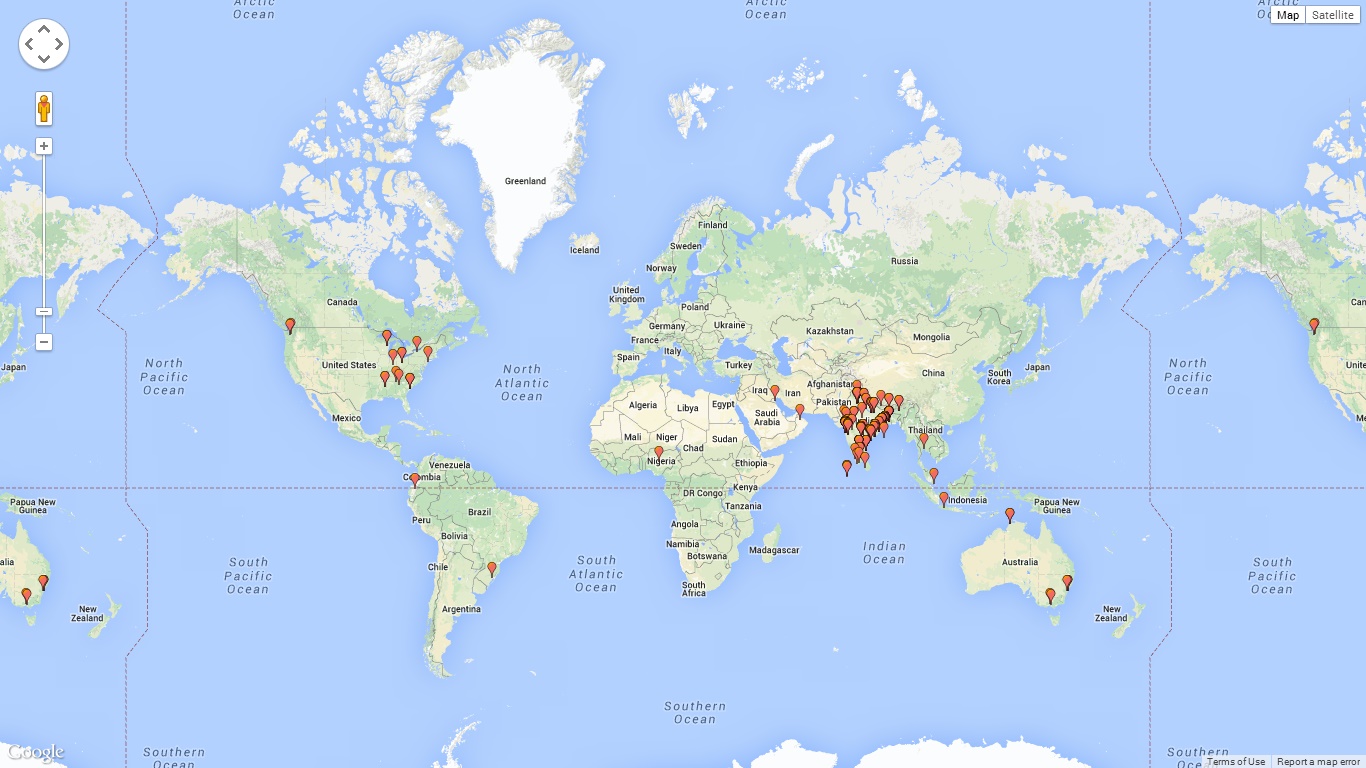 Arctic
Ocean
Arctic
Ocean
Arctic
Map
Satellite
Greenland
Iceland
Finland
Sweden
Norway
Russia
United
Kingdom
Canada
Poland
Germany
Ukraine
Kazakhstan
Mongolia
France
Italy
Spain
Turkey
United States
Japan
Japan
North
Pacific
Ocean
North
Atlantic
Ocean
China
South
Korea
North
Pacific
Ocean
Iraq
Iran
Afghanistan
Pakistan
Algeria
Libya
Egypt
Saudi
Arabia
Mexico
Mali
Niger
Chad
Sudan
Thailand
Nigeria
Ethiopia
Venezuela
Colombia
Kenya
DR Congo
Tanzania
Indonesia
Papua New
Guinea
Papua New
Guinea
Peru
Brazil
Bolivia
Angola
Namibia
Botswana
Madagascar
Indian
Ocean
Australia
South
Pacific
Ocean
Chile
South
Atlantic
Ocean
South
Africa
South
Pacific
Ocean
Argentina
New
Zealand
New
Zealand
Southern
Ocean
Southern
Ocean
Southern
Google
Terms of Use
Report a map error